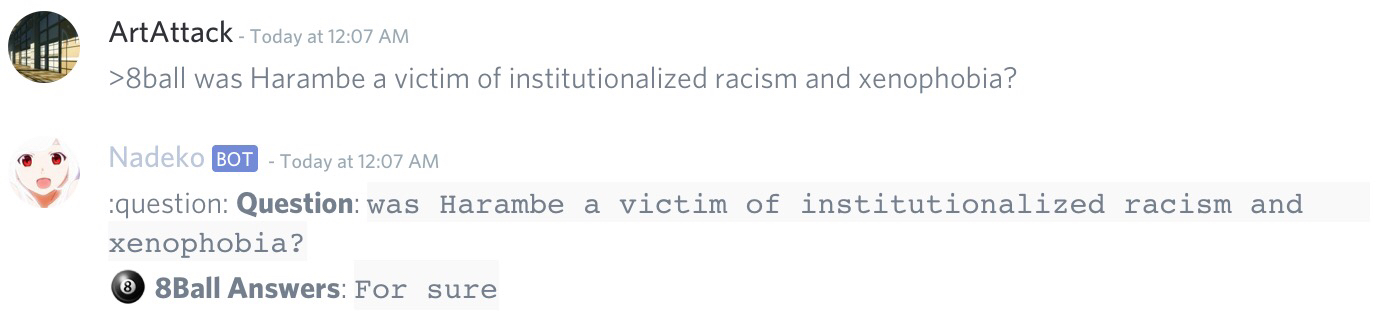 ArtAttack - Today at 12:07 AM
>8ball was Harambe a victim of institutionalized racism and xenophobia?
Nadeko BOT - Today at 12:07 AM
:question: Question: was Harambe a victim of institutionalized racism and
xenophobia?
8 8Ball Answers: For sure